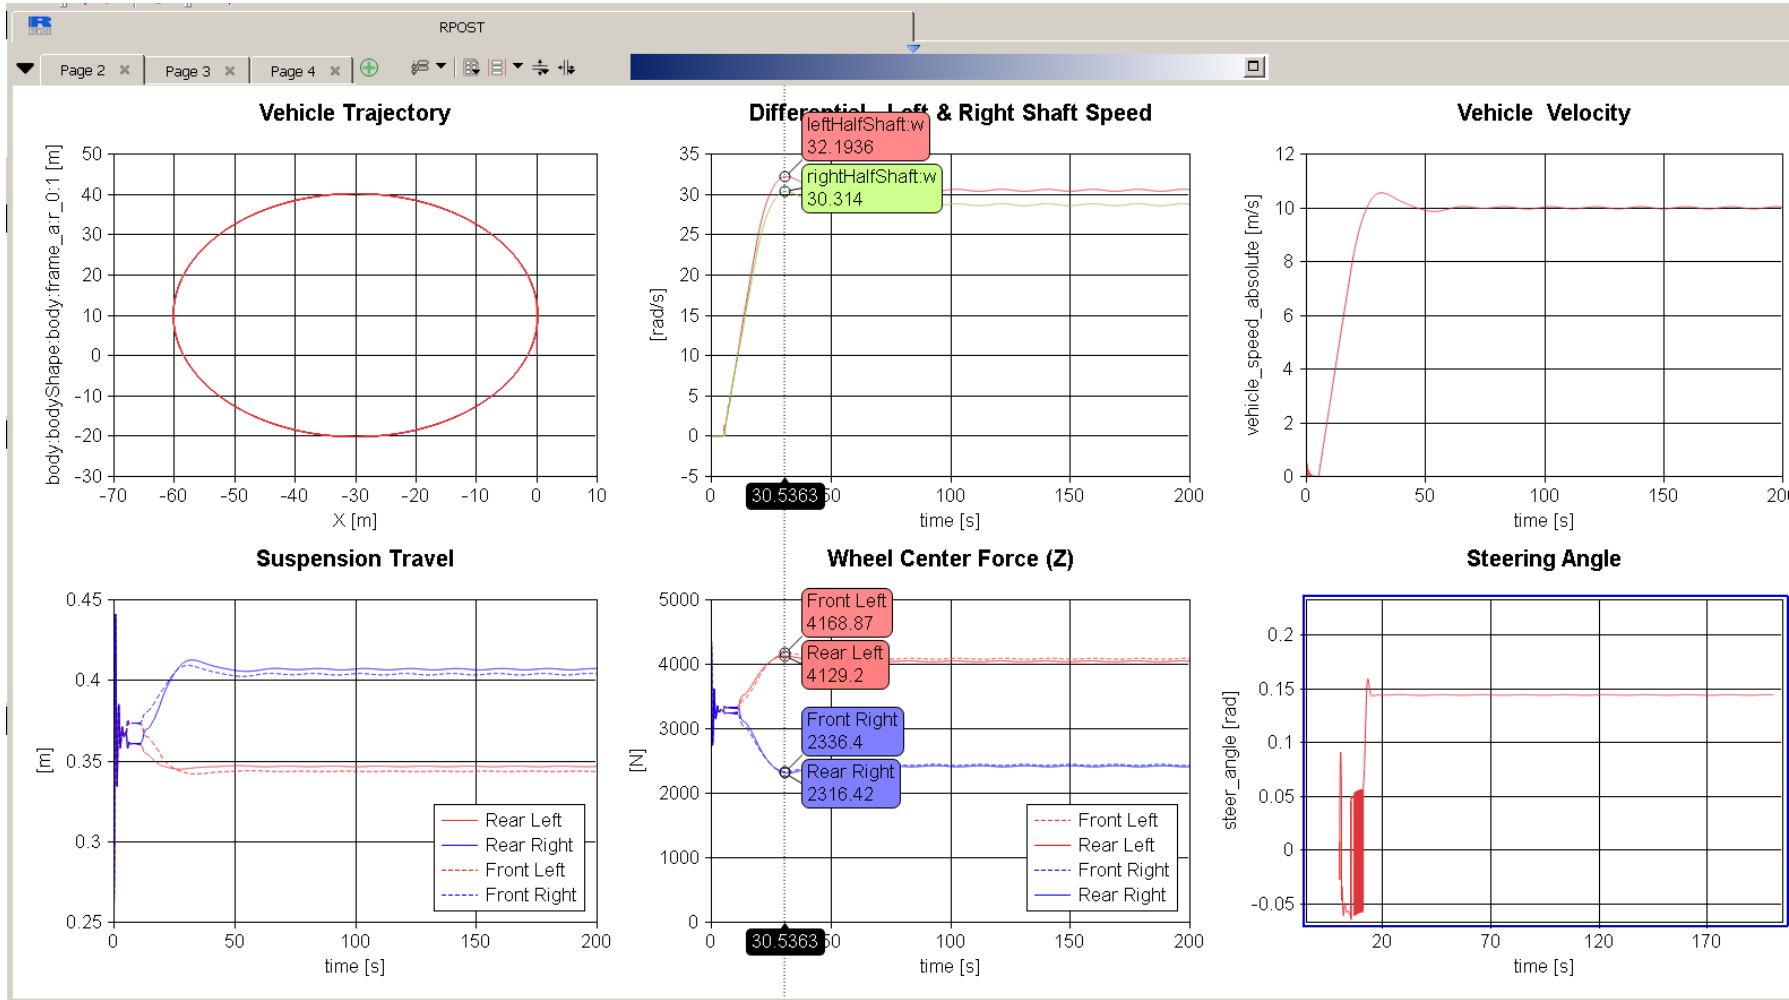 RPOST
Page 2
Page 3
Page 4
Vehicle Trajectory
body:bodyShape:body:frame_a:r_0:1 [m]
50
40
30
20
10
0
-10
-20
-30
-70 -60 -50 -40 -30 -20 -10 0 10
X [m]
Differential Left & Right Shaft Speed
leftHalfShaft:w
32.1936
rightHalfShaft:w
30.314
[rad/s]
35
30
25
20
15
10
5
0
-5
0 50 100 150 200
30.5363
time [s]
Vehicle Velocity
vehicle_speed_absolute [m/s]
12
10
8
6
4
2
0
0 50 100 150 200
time [s]
Suspension Travel
[m]
0.45
0.4
0.35
0.3
0.25
Rear Left
Rear Right
Front Left
Front Right
0 50 100 150 200
time [s]
Wheel Center Force (Z)
[N]
5000
4000
3000
2000
1000
0
Front Left
4168.87
Rear Left
4129.2
Front Right
2336.4
Rear Right
2316.42
Front Left
Rear Left
Front Right
Rear Right
0 50 100 150 200
30.5363
time [s]
Steering Angle
steer_angle [rad]
0.2
0.15
0.1
0.05
0
-0.05
20 70 120 170
time [s]